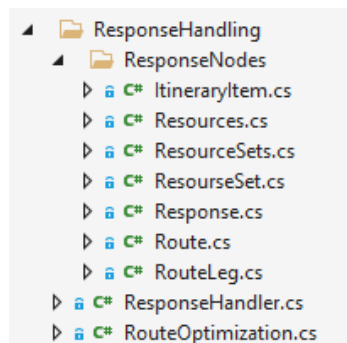 ResponseHandling
ResponseNodes
C# ItineraryItem.cs
C# Resources.cs
C# ResourceSets.cs
C# ResourseSet.cs
C# Response.cs
C# Route.cs
C# RouteLeg.cs
C# ResponseHandler.cs
C# RouteOptimization.cs